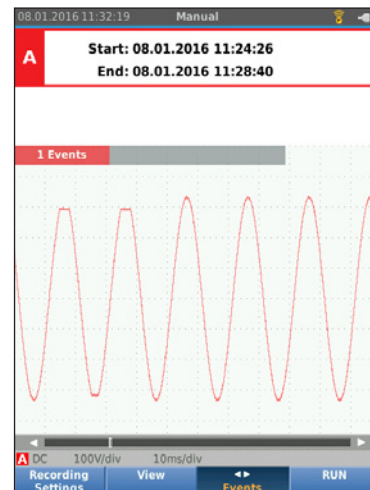 08.01.2016 11:32:19 Manual
A
Start: 08.01.2016 11:24:26
End: 08.01.2016 11:28:40
1 Events
A DC 100V/div 10ms/div
Recording Settings View Events RUN